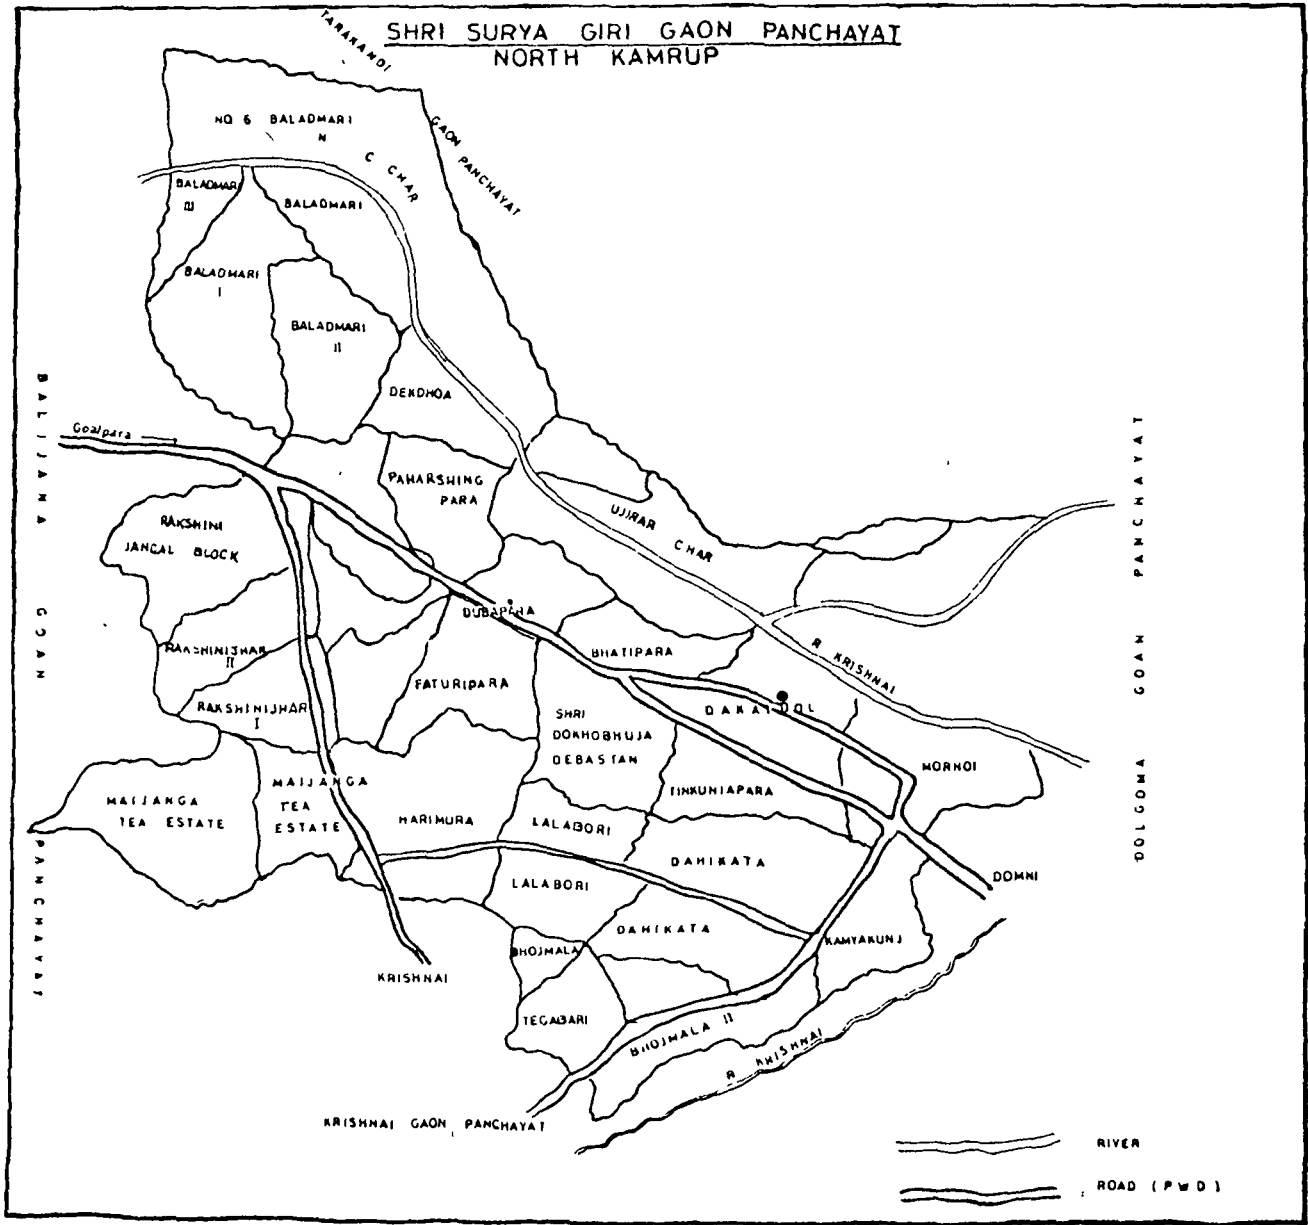 SHRI SURYA GIRI GAON PANCHAYAT
NORTH KAMRUP
TARAKANDI
GAON PANCHAYAT
NO 6 BALADMARI
N
C CHAR
BALADMARI
III
BALADMARI
BALADMARI
I
BALADMARI
II
DEKDHOA
BALIJANA GOAN PANCHAYAT
Goalpara
PAHARSHING
PARA
RAKSHINI
JANGAL BLOCK
UJIRAR CHAR
DOLGOMA GOAN PANCHAYAT
DUBAPARA
RAKSHINIJHAR
II
BHATIPARA
R KRISHNAI
FATURIPARA
RAKSHINIJHAR
I
SHRI
DOKHOBHUJA
DEBASTAN
MORNOI
MAIJANGA
TEA ESTATE
MAIJANGA
TEA
ESTATE
TINKUNIAPARA
HARIMURA
LALABORI
DAHIKATA
LALABORI
DOMNI
DAHIKATA
KAMYAKUNJ
BHOJMALA
KRISHNAI
TEGABARI
BHOJMALA II
R KRISHNAI
KRISHNAI GAON PANCHAYAT
RIVER
ROAD (PWD)